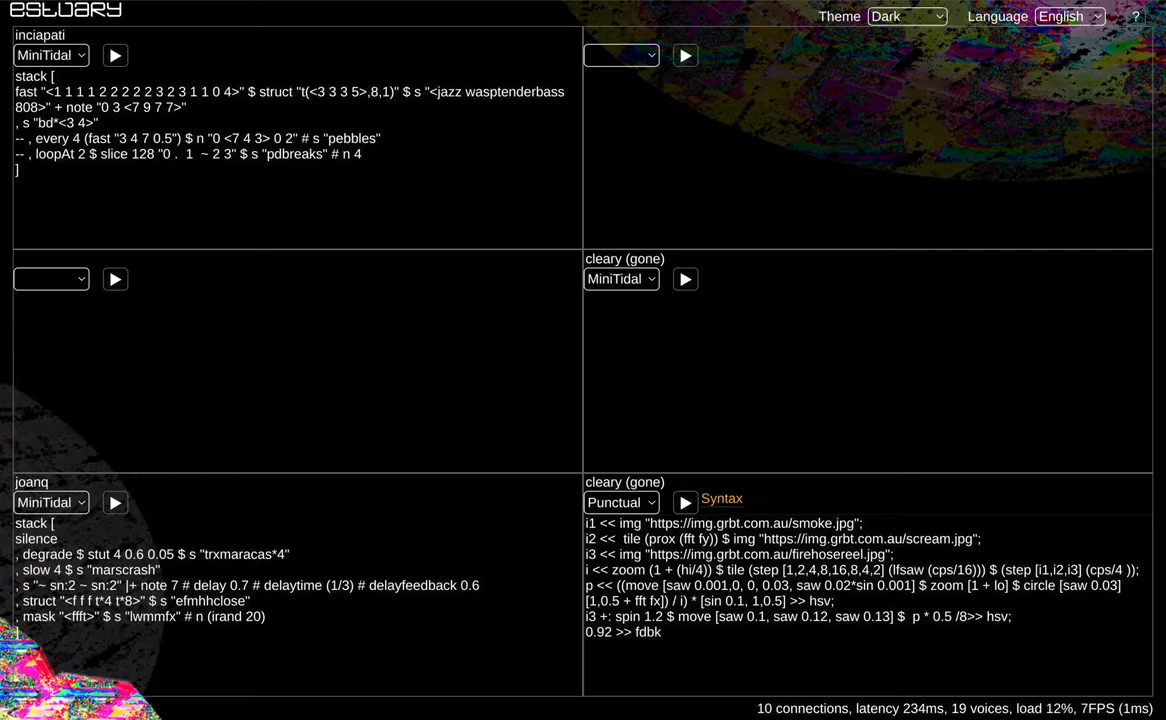 estuary
Theme Dark Language English ?
inciapati
MiniTidal
stack [
fast "<1 1 1 1 2 2 2 2 2 3 2 3 1 1 0 4>" $ struct "t(<3 3 3 5>,8,1)" $ s "<jazz wasptenderbass
808>" + note "0 3 <7 9 7 7>"
, s "bd*<3 4>"
-- , every 4 (fast "3 4 7 0.5") $ n "0 <7 4 3> 0 2" # s "pebbles"
-- , loopAt 2 $ slice 128 "0 .  1  ~ 2 3" $ s "pdbreaks" # n 4
]
cleary (gone)
MiniTidal
joanq
MiniTidal
stack [
silence
, degrade $ stut 4 0.6 0.05 $ s "trxmaracas*4"
, slow 4 $ s "marscrash"
, s "~ sn:2 ~ sn:2" |+ note 7 # delay 0.7 # delaytime (1/3) # delayfeedback 0.6
, struct "<f f f t*4 t*8>" $ s "efmhhclose"
, mask "<ffft>" $ s "lwmmfx" # n (irand 20)
]
cleary (gone)
Punctual Syntax
i1 << img "https://img.grbt.com.au/smoke.jpg";
i2 <<  tile (prox (fft fy)) $ img "https://img.grbt.com.au/scream.jpg";
i3 << img "https://img.grbt.com.au/firehosereel.jpg";
i << zoom (1 + (hi/4)) $ tile (step [1,2,4,8,16,8,4,2] (lfsaw (cps/16))) $ (step [i1,i2,i3] (cps/4 ));
p << ((move [saw 0.001,0, 0, 0.03, saw 0.02*sin 0.001] $ zoom [1 + lo] $ circle [saw 0.03]
[1,0.5 + fft fx]) / i) * [sin 0.1, 1,0.5] >> hsv;
i3 +: spin 1.2 $ move [saw 0.1, saw 0.12, saw 0.13] $  p * 0.5 /8>> hsv;
0.92 >> fdbk
10 connections, latency 234ms, 19 voices, load 12%, 7FPS (1ms)